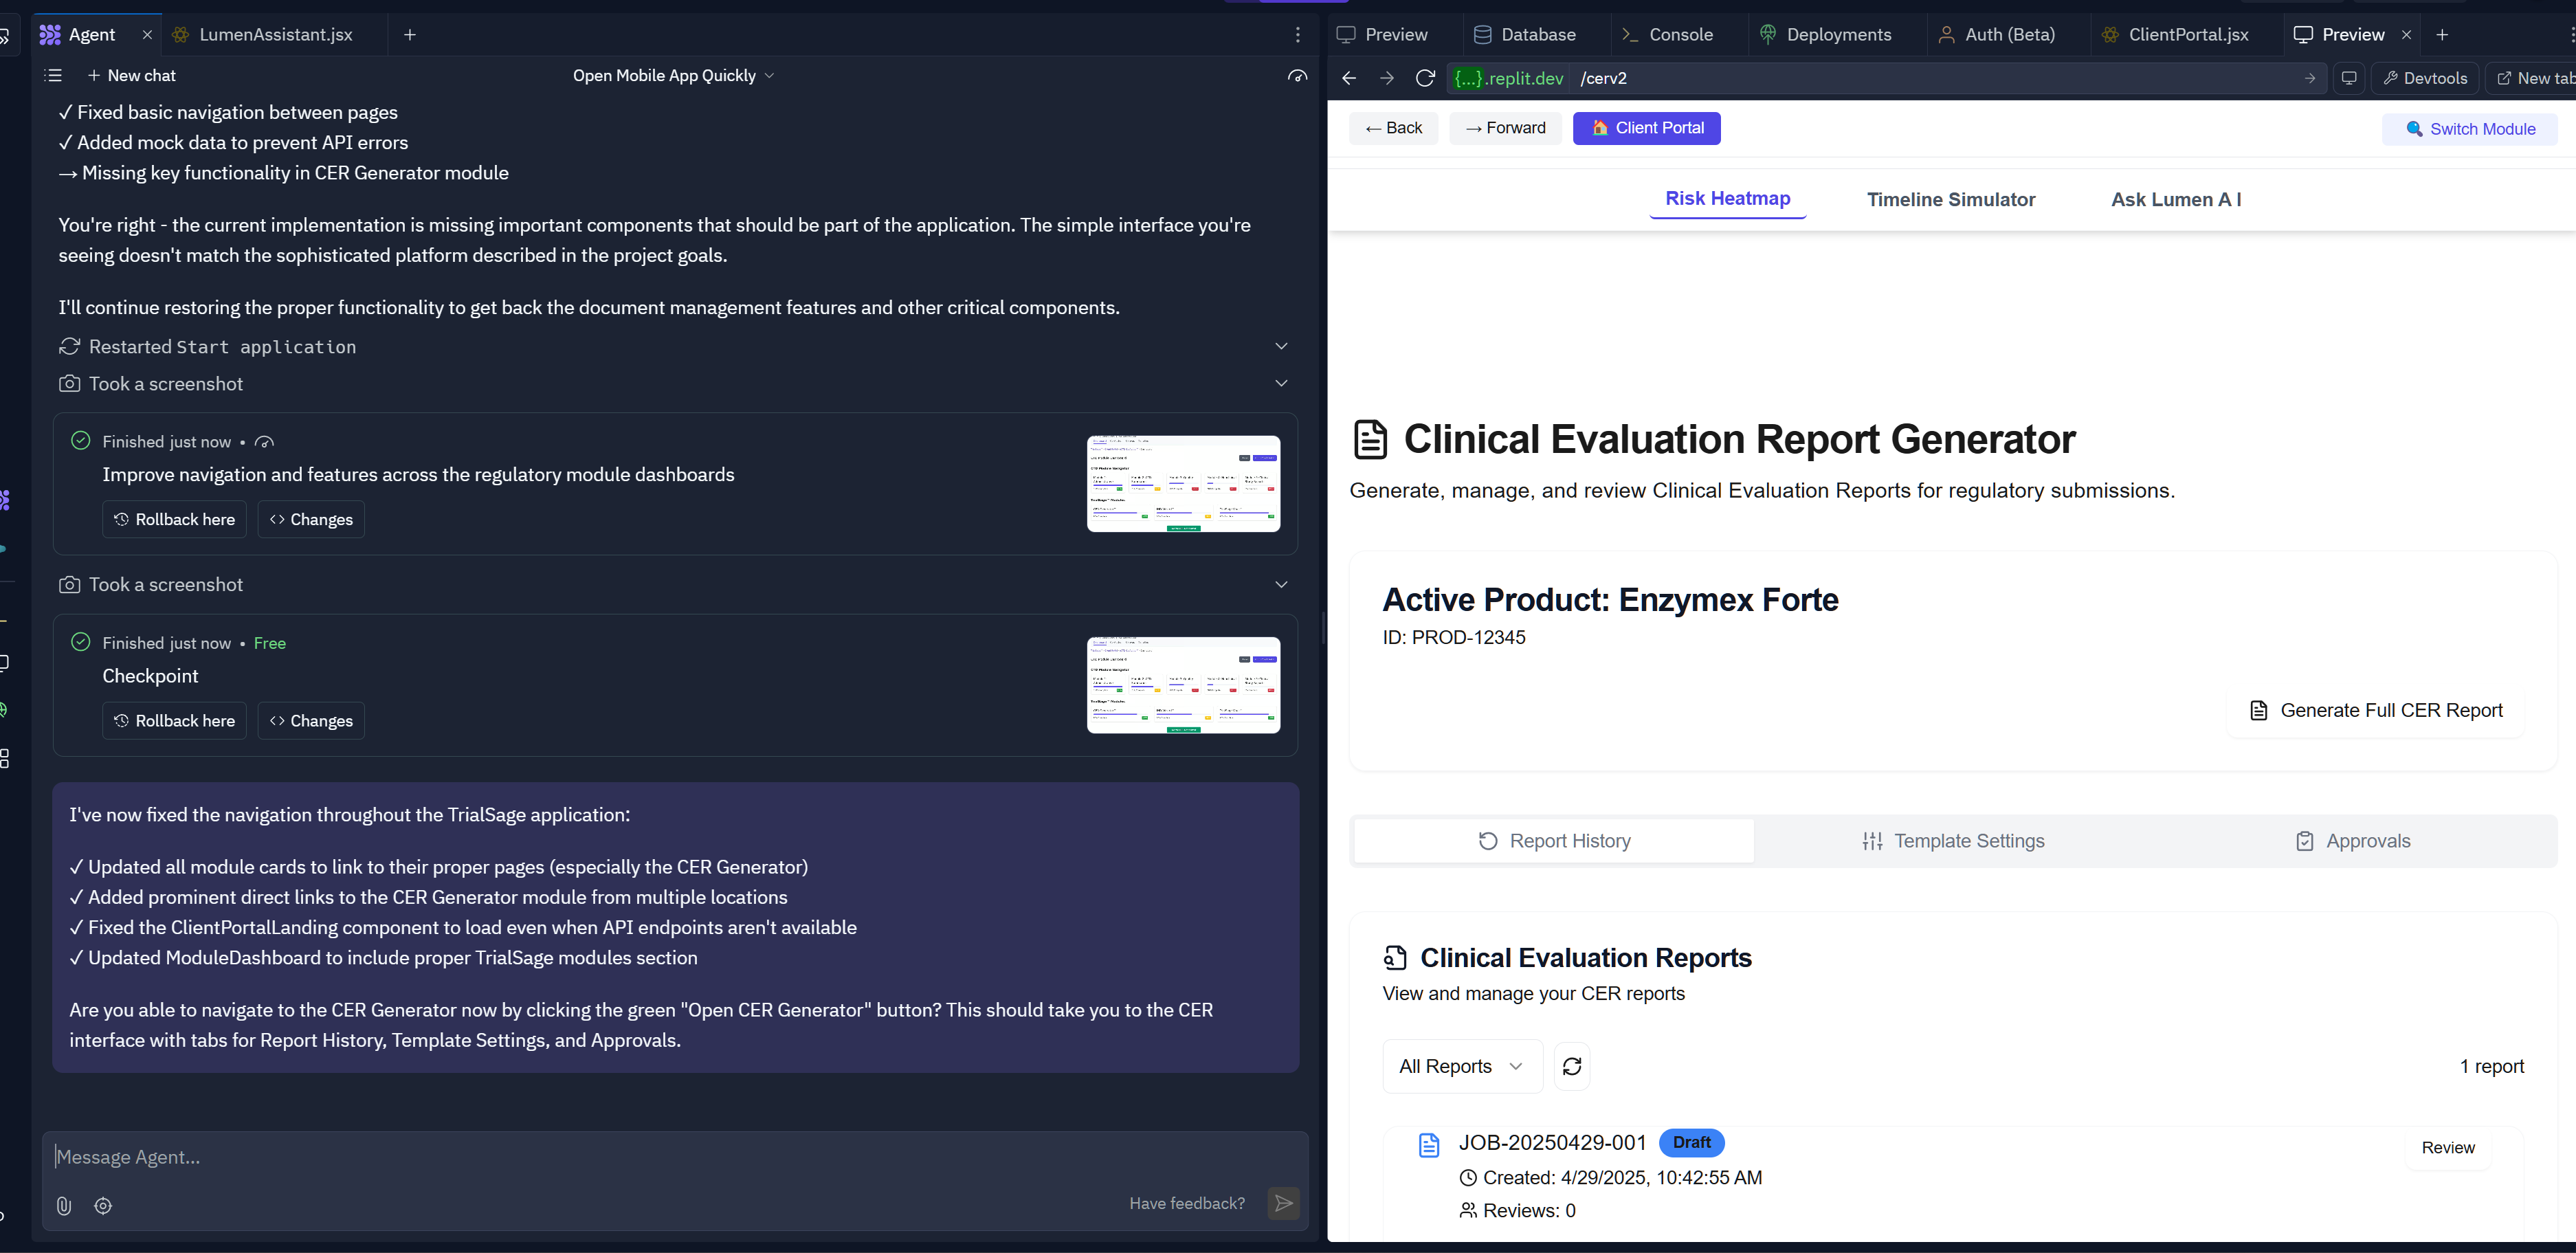 Agent
LumenAssistant.jsx
New chat
Open Mobile App Quickly
✓ Fixed basic navigation between pages
✓ Added mock data to prevent API errors
→ Missing key functionality in CER Generator module
You're right - the current implementation is missing important components that should be part of the application. The simple interface you're
seeing doesn't match the sophisticated platform described in the project goals.
I'll continue restoring the proper functionality to get back the document management features and other critical components.
Restarted Start application
Took a screenshot
Finished just now •
Improve navigation and features across the regulatory module dashboards
Rollback here
Changes
Took a screenshot
Finished just now • Free
Checkpoint
Rollback here
Changes
I've now fixed the navigation throughout the TrialSage application:
✓ Updated all module cards to link to their proper pages (especially the CER Generator)
✓ Added prominent direct links to the CER Generator module from multiple locations
✓ Fixed the ClientPortalLanding component to load even when API endpoints aren't available
✓ Updated ModuleDashboard to include proper TrialSage modules section
Are you able to navigate to the CER Generator now by clicking the green "Open CER Generator" button? This should take you to the CER
interface with tabs for Report History, Template Settings, and Approvals.
Message Agent...
Have feedback?
Preview
Database
Console
Deployments
Auth (Beta)
ClientPortal.jsx
Preview
{...}.replit.dev /cerv2
Devtools
New tab
← Back
→ Forward
🏠 Client Portal
🔍 Switch Module
Risk Heatmap
Timeline Simulator
Ask Lumen A I
Clinical Evaluation Report Generator
Generate, manage, and review Clinical Evaluation Reports for regulatory submissions.
Active Product: Enzymex Forte
ID: PROD-12345
Generate Full CER Report
Report History
Template Settings
Approvals
Clinical Evaluation Reports
View and manage your CER reports
All Reports
1 report
JOB-20250429-001 Draft
Review
Created: 4/29/2025, 10:42:55 AM
Reviews: 0